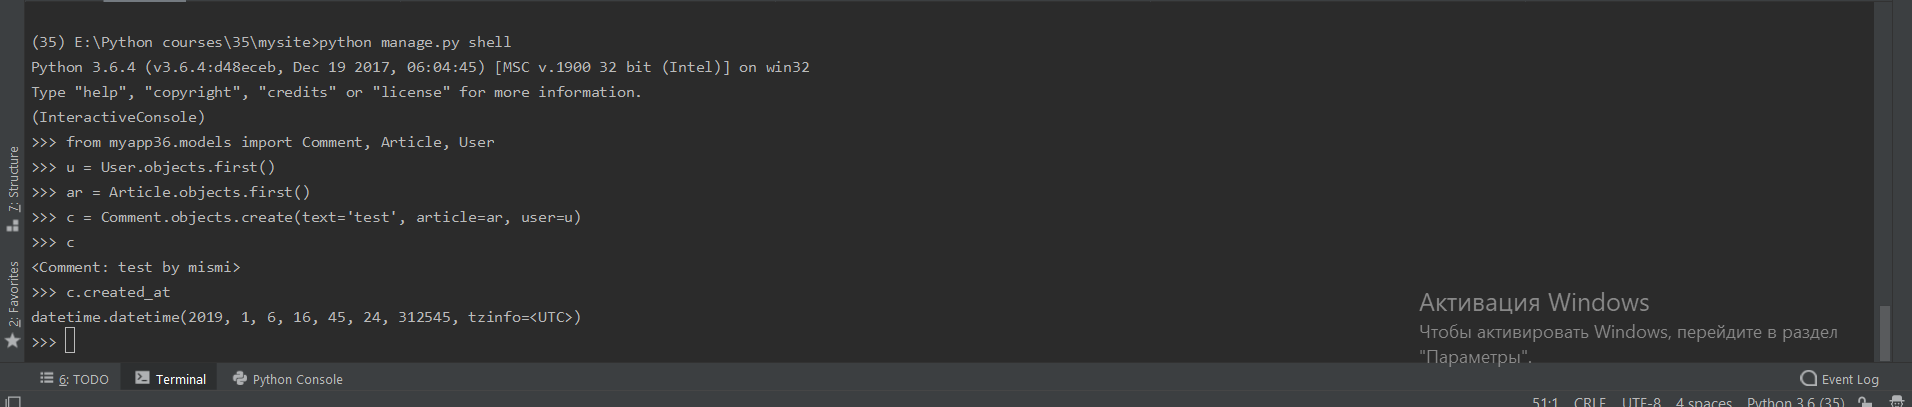 (35) E:\Python courses\35\mysite>python manage.py shell
Python 3.6.4 (v3.6.4:d48eceb, Dec 19 2017, 06:04:45) [MSC v.1900 32 bit (Intel)] on win32
Type "help", "copyright", "credits" or "license" for more information.
(InteractiveConsole)
>>> from myapp36.models import Comment, Article, User
>>> u = User.objects.first()
>>> ar = Article.objects.first()
>>> c = Comment.objects.create(text='test', article=ar, user=u)
>>> c
<Comment: test by mismi>
>>> c.created_at
datetime.datetime(2019, 1, 6, 16, 45, 24, 312545, tzinfo=<UTC>)
>>>
7: Structure
2: Favorites
Активация Windows
Чтобы активировать Windows, перейдите в раздел
"Параметры".
6: TODO Terminal Python Console Event Log
51:1 CRLF UTF-8 4 spaces Python 3.6 (35)